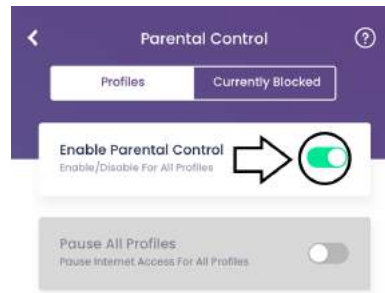 Parental Control
Profiles
Currently Blocked
Enable Parental Control
Enable/Disable For All Profiles
Pause All Profiles
Pause Internet Access For All Profiles